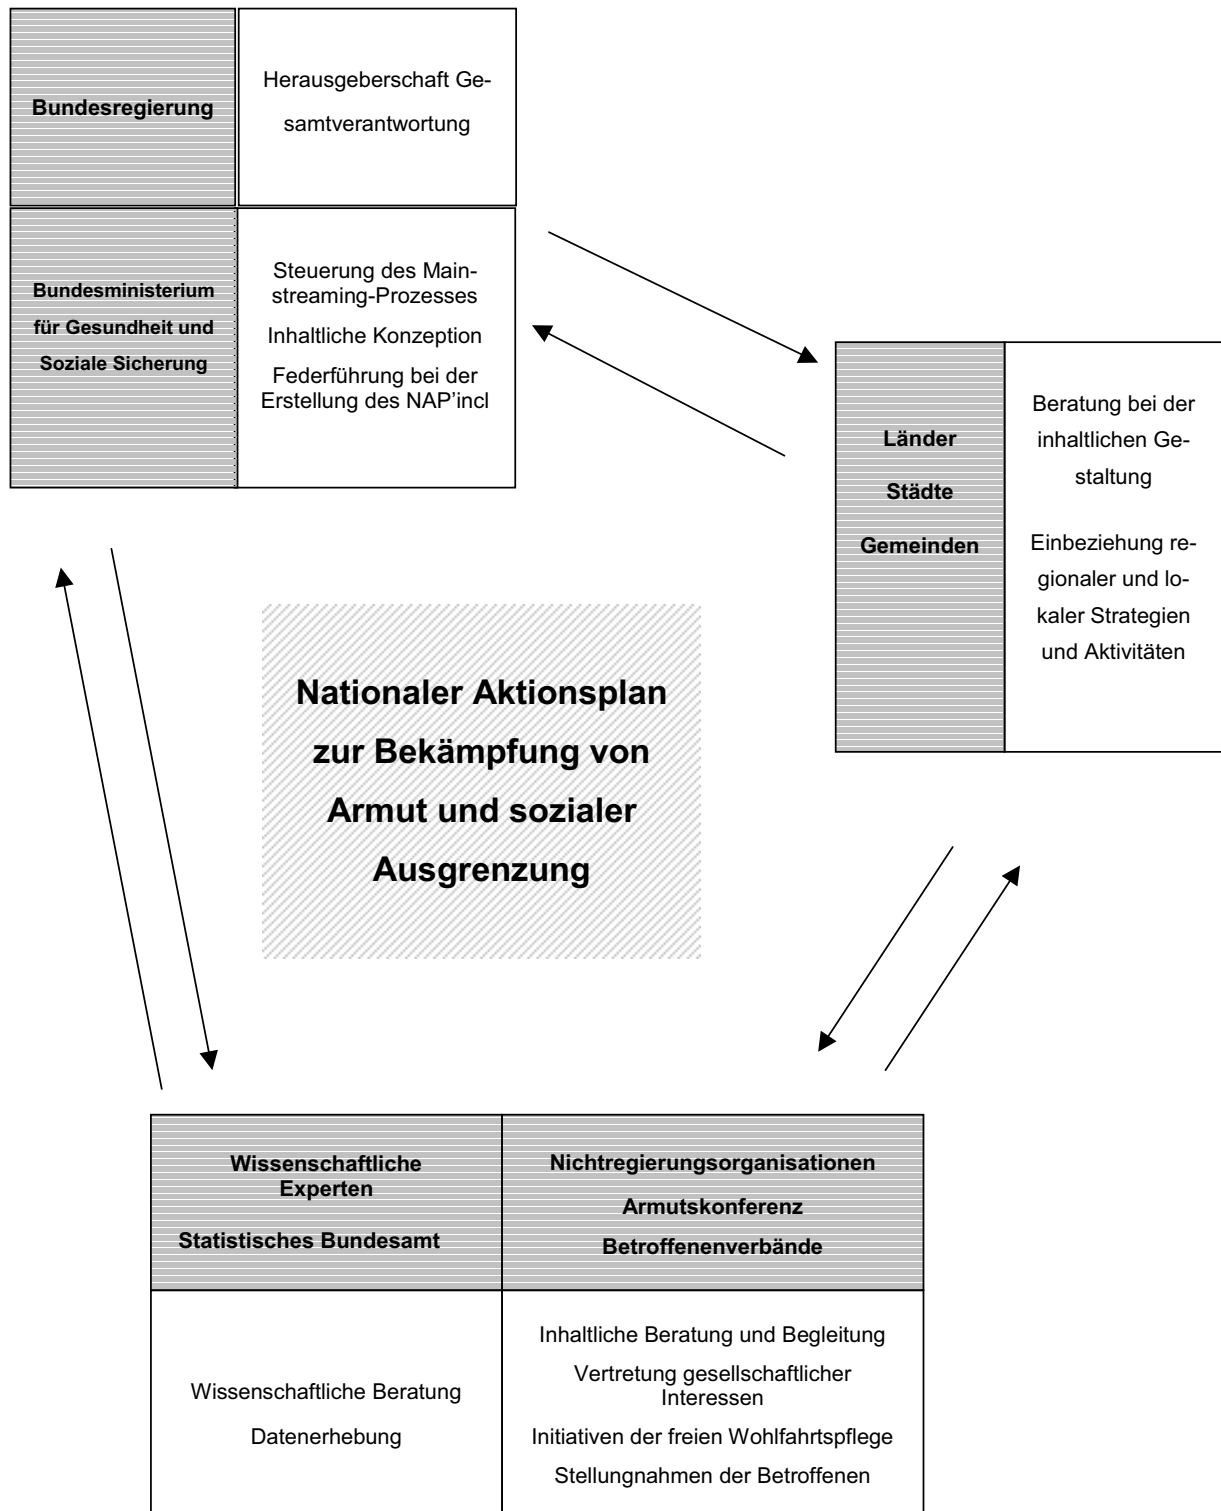 Bundesregierung
Herausgeberschaft Ge-
samtverantwortung
Bundesministerium
für Gesundheit und
Soziale Sicherung
Steuerung des Main-
streaming-Prozesses
Inhaltliche Konzeption
Federführung bei der
Erstellung des NAP’incl
Länder
Städte
Gemeinden
Beratung bei der
inhaltlichen Ge-
staltung
Einbeziehung re-
gionaler und lo-
kaler Strategien
und Aktivitäten
Nationaler Aktionsplan
zur Bekämpfung von
Armut und sozialer
Ausgrenzung
Wissenschaftliche
Experten
Statistisches Bundesamt
Nichtregierungsorganisationen
Armutskonferenz
Betroffenenverbände
Wissenschaftliche Beratung
Datenerhebung
Inhaltliche Beratung und Begleitung
Vertretung gesellschaftlicher
Interessen
Initiativen der freien Wohlfahrtspflege
Stellungnahmen der Betroffenen